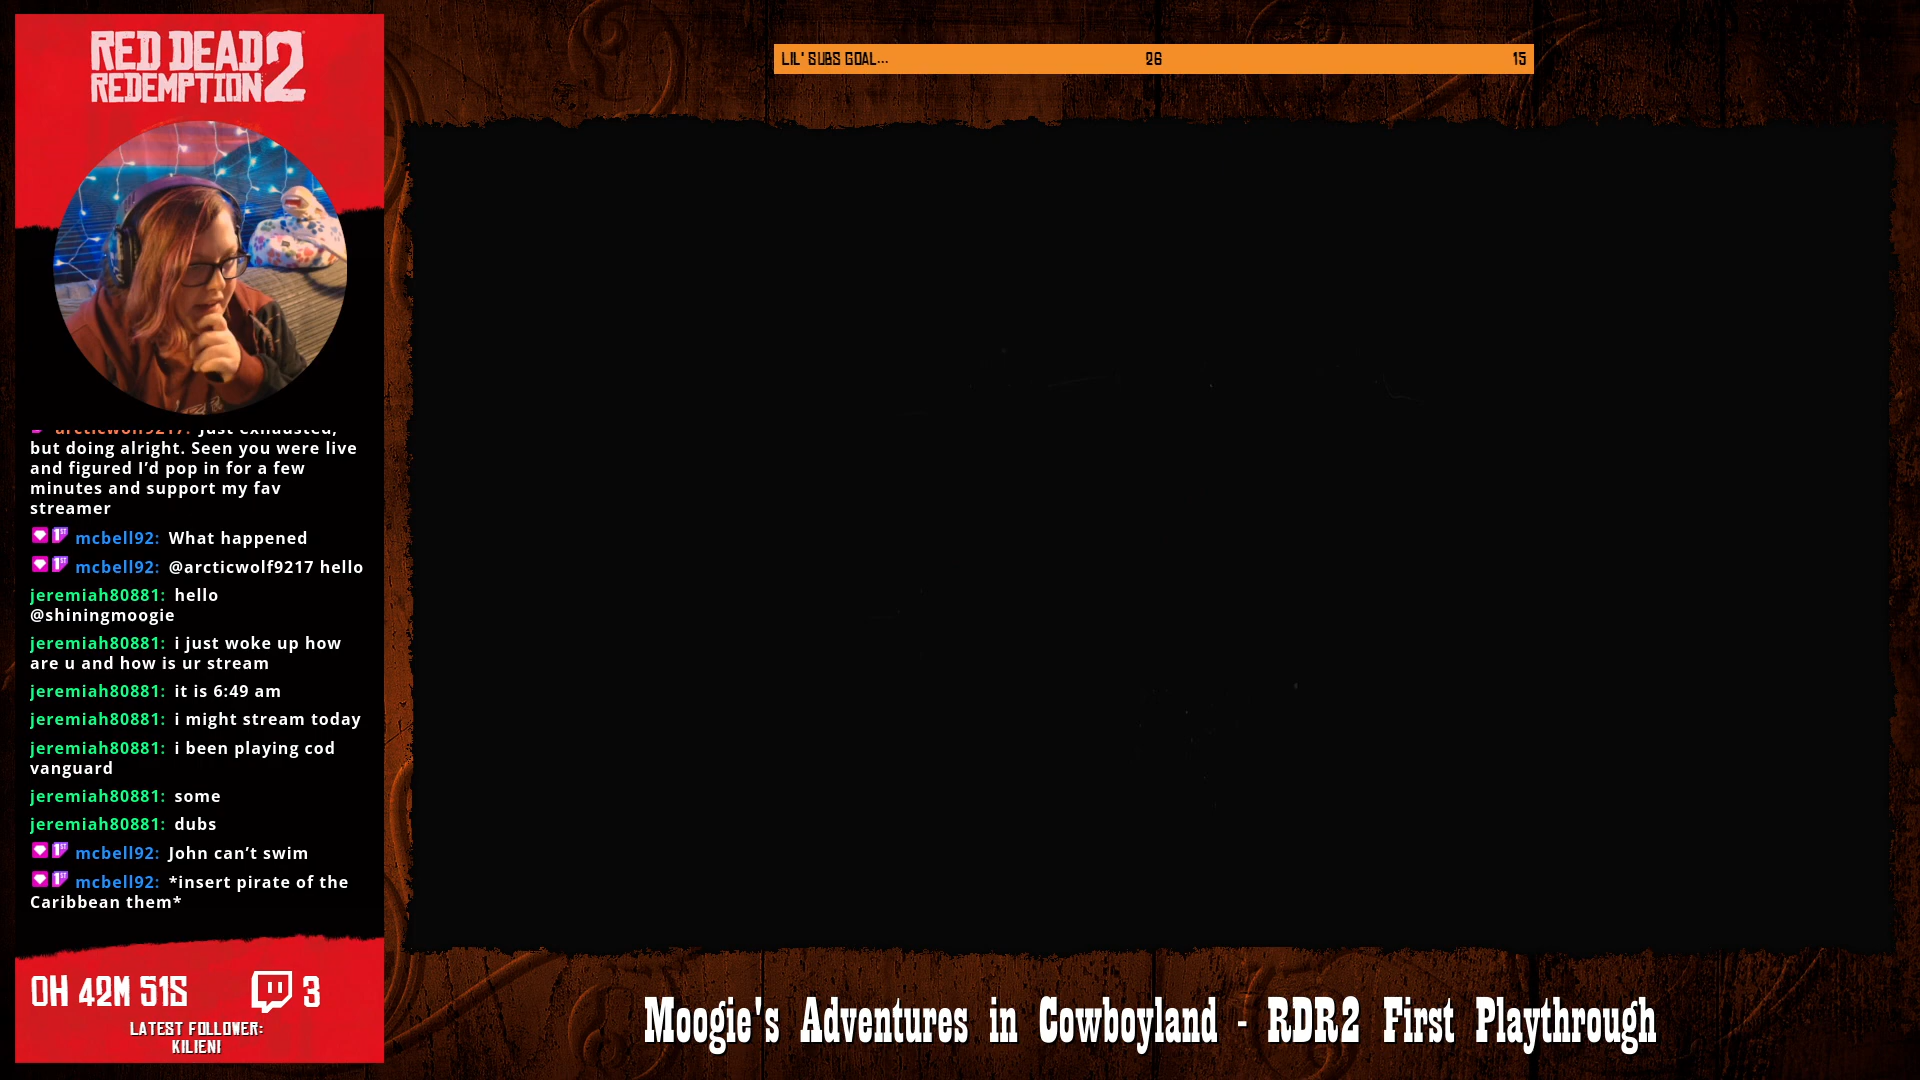 RED DEAD
REDEMPTION 2
LIL' SUBS GOAL... 26 15
arcticwolf9217: Just exhausted,
but doing alright. Seen you were live
and figured I’d pop in for a few
minutes and support my fav
streamer
mcbell92: What happened
mcbell92: @arcticwolf9217 hello
jeremiah80881: hello
@shiningmoogie
jeremiah80881: i just woke up how
are u and how is ur stream
jeremiah80881: it is 6:49 am
jeremiah80881: i might stream today
jeremiah80881: i been playing cod
vanguard
jeremiah80881: some
jeremiah80881: dubs
mcbell92: John can’t swim
mcbell92: *insert pirate of the
Caribbean them*
0H 42M 51S 3
LATEST FOLLOWER:
KILIENI
Moogie's Adventures in Cowboyland - RDR2 First Playthrough